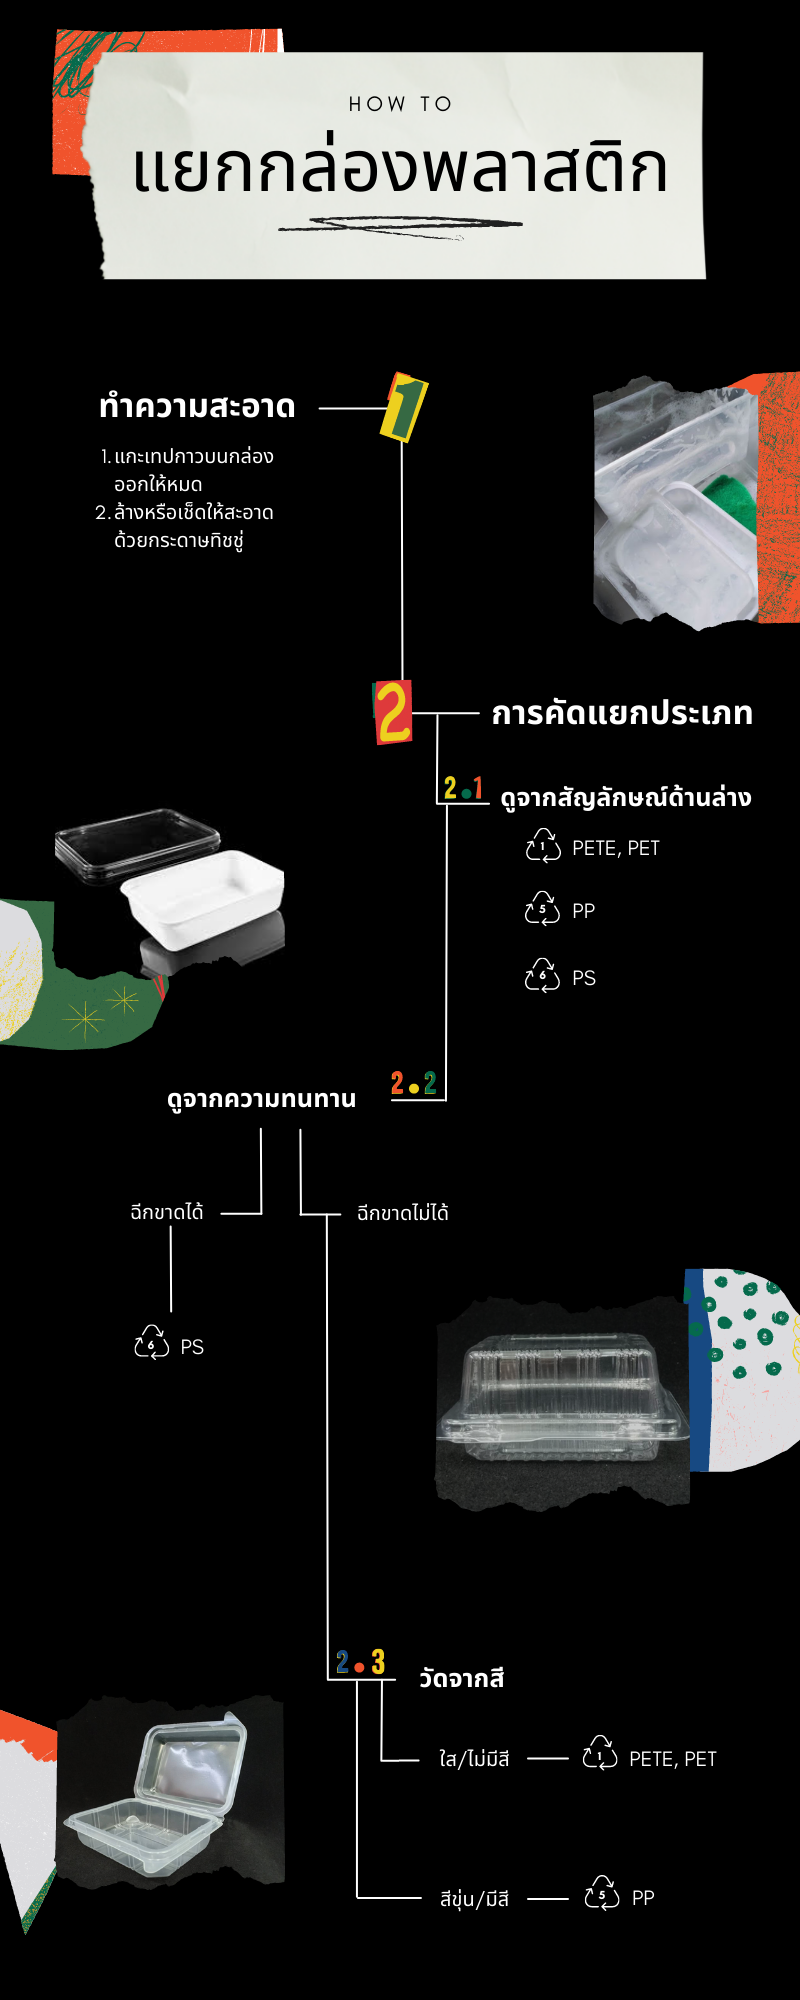 HOW TO
แยกกล่องพลาสติก
1
ทำความสะอาด
1. แกะเทปกาวบนกล่อง
ออกให้หมด
2. ล้างหรือเช็ดให้สะอาด
ด้วยกระดาษทิชชู่
2
การคัดแยกประเภท
2.1
ดูจากสัญลักษณ์ด้านล่าง
1 PETE, PET
5 PP
6 PS
2.2
ดูจากความทนทาน
ฉีกขาดได้
ฉีกขาดไม่ได้
6 PS
2.3
วัดจากสี
ใส/ไม่มีสี
1 PETE, PET
สีขุ่น/มีสี
5 PP